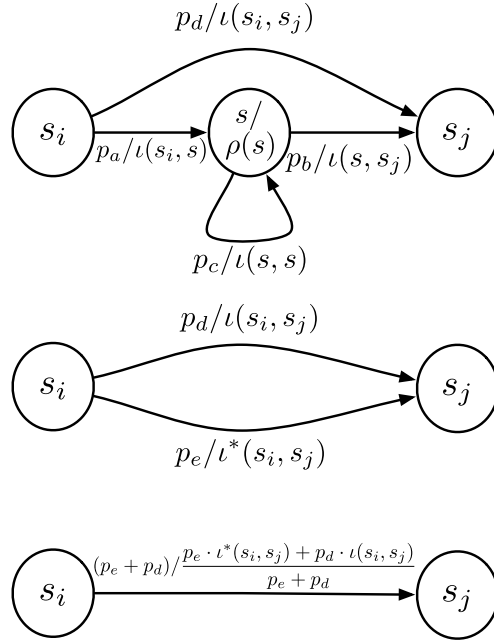 p_d/ι(s_i, s_j)
s_i
s/
ρ(s)
s_j
p_a/ι(s_i, s)
p_b/ι(s, s_j)
p_c/ι(s, s)
p_d/ι(s_i, s_j)
s_i
s_j
p_e/ι*(s_i, s_j)
s_i
(p_e + p_d)/\frac{p_e · ι*(s_i, s_j) + p_d · ι(s_i, s_j)}{p_e + p_d}
s_j